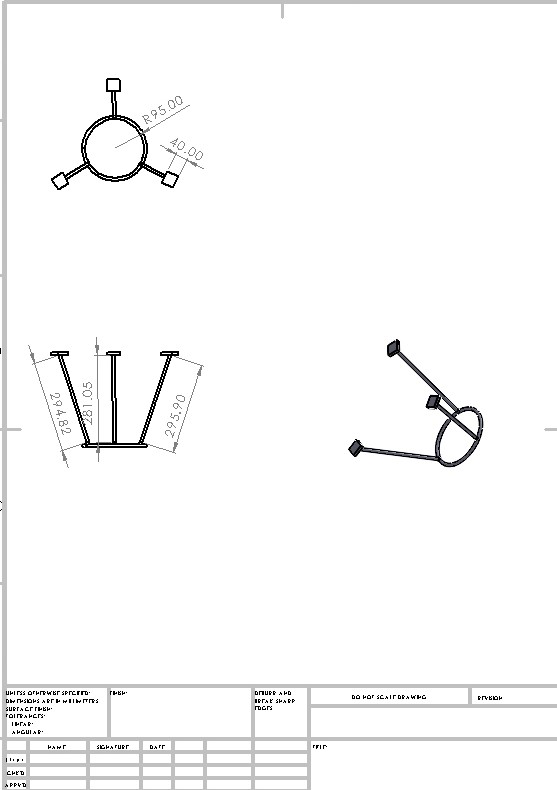 R95.00
40.00
294.82
281.05
295.90
UNLESS OTHERWISE SPECIFIED:
DIMENSIONS ARE IN MILLIMETERS
SURFACE FINISH:
TOLERANCES:
LINEAR:
ANGULAR:
FINISH:
DEBURR AND
BREAK SHARP
EDGES
DO NOT SCALE DRAWING
REVISION
NAME
SIGNATURE
DATE
TITLE:
CHK'D
APPV'D